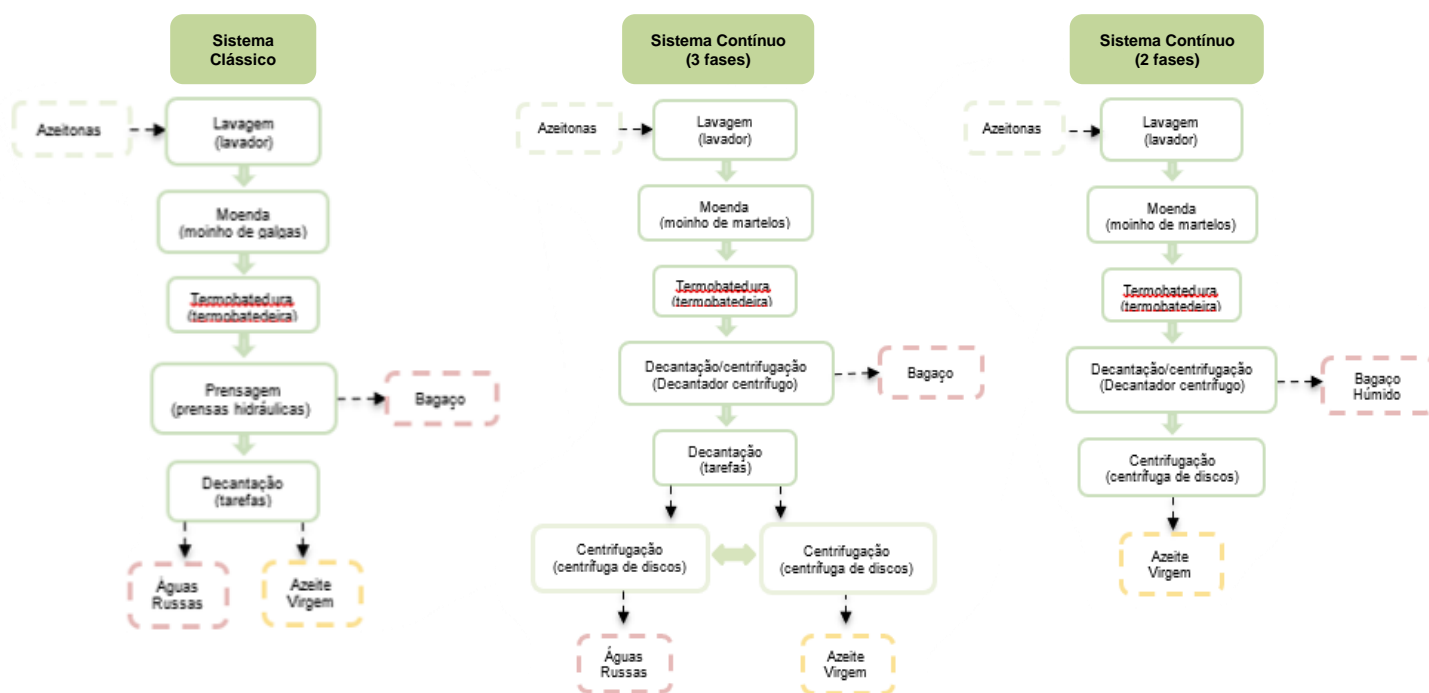 Sistema
Clássico
Azeitonas
Lavagem
(lavador)
Moenda
(moinho de galgas)
Termobatedura
(termobatedeira)
Prensagem
(prensas hidráulicas)
Bagaço
Decantação
(tarefas)
Águas
Russas
Azeite
Virgem
Sistema Contínuo
(3 fases)
Azeitonas
Lavagem
(lavador)
Moenda
(moinho de martelos)
Termobatedura
(termobatedeira)
Decantação/centrifugação
(Decantador centrífugo)
Bagaço
Decantação
(tarefas)
Centrifugação
(centrífuga de discos)
Centrifugação
(centrífuga de discos)
Águas
Russas
Azeite
Virgem
Sistema Contínuo
(2 fases)
Azeitonas
Lavagem
(lavador)
Moenda
(moinho de martelos)
Termobatedura
(termobatedeira)
Decantação/centrifugação
(Decantador centrífugo)
Bagaço
Húmido
Centrifugação
(centrífuga de discos)
Azeite
Virgem